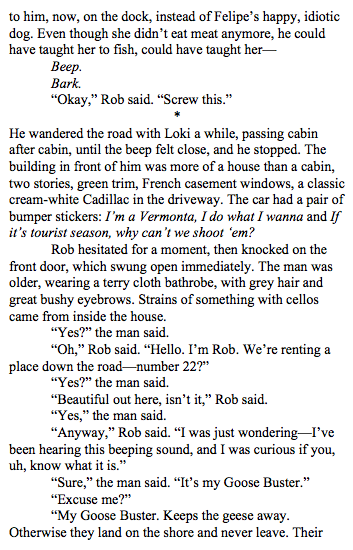 to him, now, on the dock, instead of Felipe’s happy, idiotic
dog. Even though she didn’t eat meat anymore, he could
have taught her to fish, could have taught her—
Beep.
Bark.
“Okay,” Rob said. “Screw this.”
*
He wandered the road with Loki a while, passing cabin
after cabin, until the beep felt close, and he stopped. The
building in front of him was more of a house than a cabin,
two stories, green trim, French casement windows, a classic
cream-white Cadillac in the driveway. The car had a pair of
bumper stickers: I’m a Vermonta, I do what I wanna and If
it’s tourist season, why can’t we shoot ‘em?
Rob hesitated for a moment, then knocked on the
front door, which swung open immediately. The man was
older, wearing a terry cloth bathrobe, with grey hair and
great bushy eyebrows. Strains of something with cellos
came from inside the house.
“Yes?” the man said.
“Oh,” Rob said. “Hello. I’m Rob. We’re renting a
place down the road—number 22?”
“Yes?” the man said.
“Beautiful out here, isn’t it,” Rob said.
“Yes,” the man said.
“Anyway,” Rob said. “I was just wondering—I’ve
been hearing this beeping sound, and I was curious if you,
uh, know what it is.”
“Sure,” the man said. “It’s my Goose Buster.”
“Excuse me?”
“My Goose Buster. Keeps the geese away.
Otherwise they land on the shore and never leave. Their